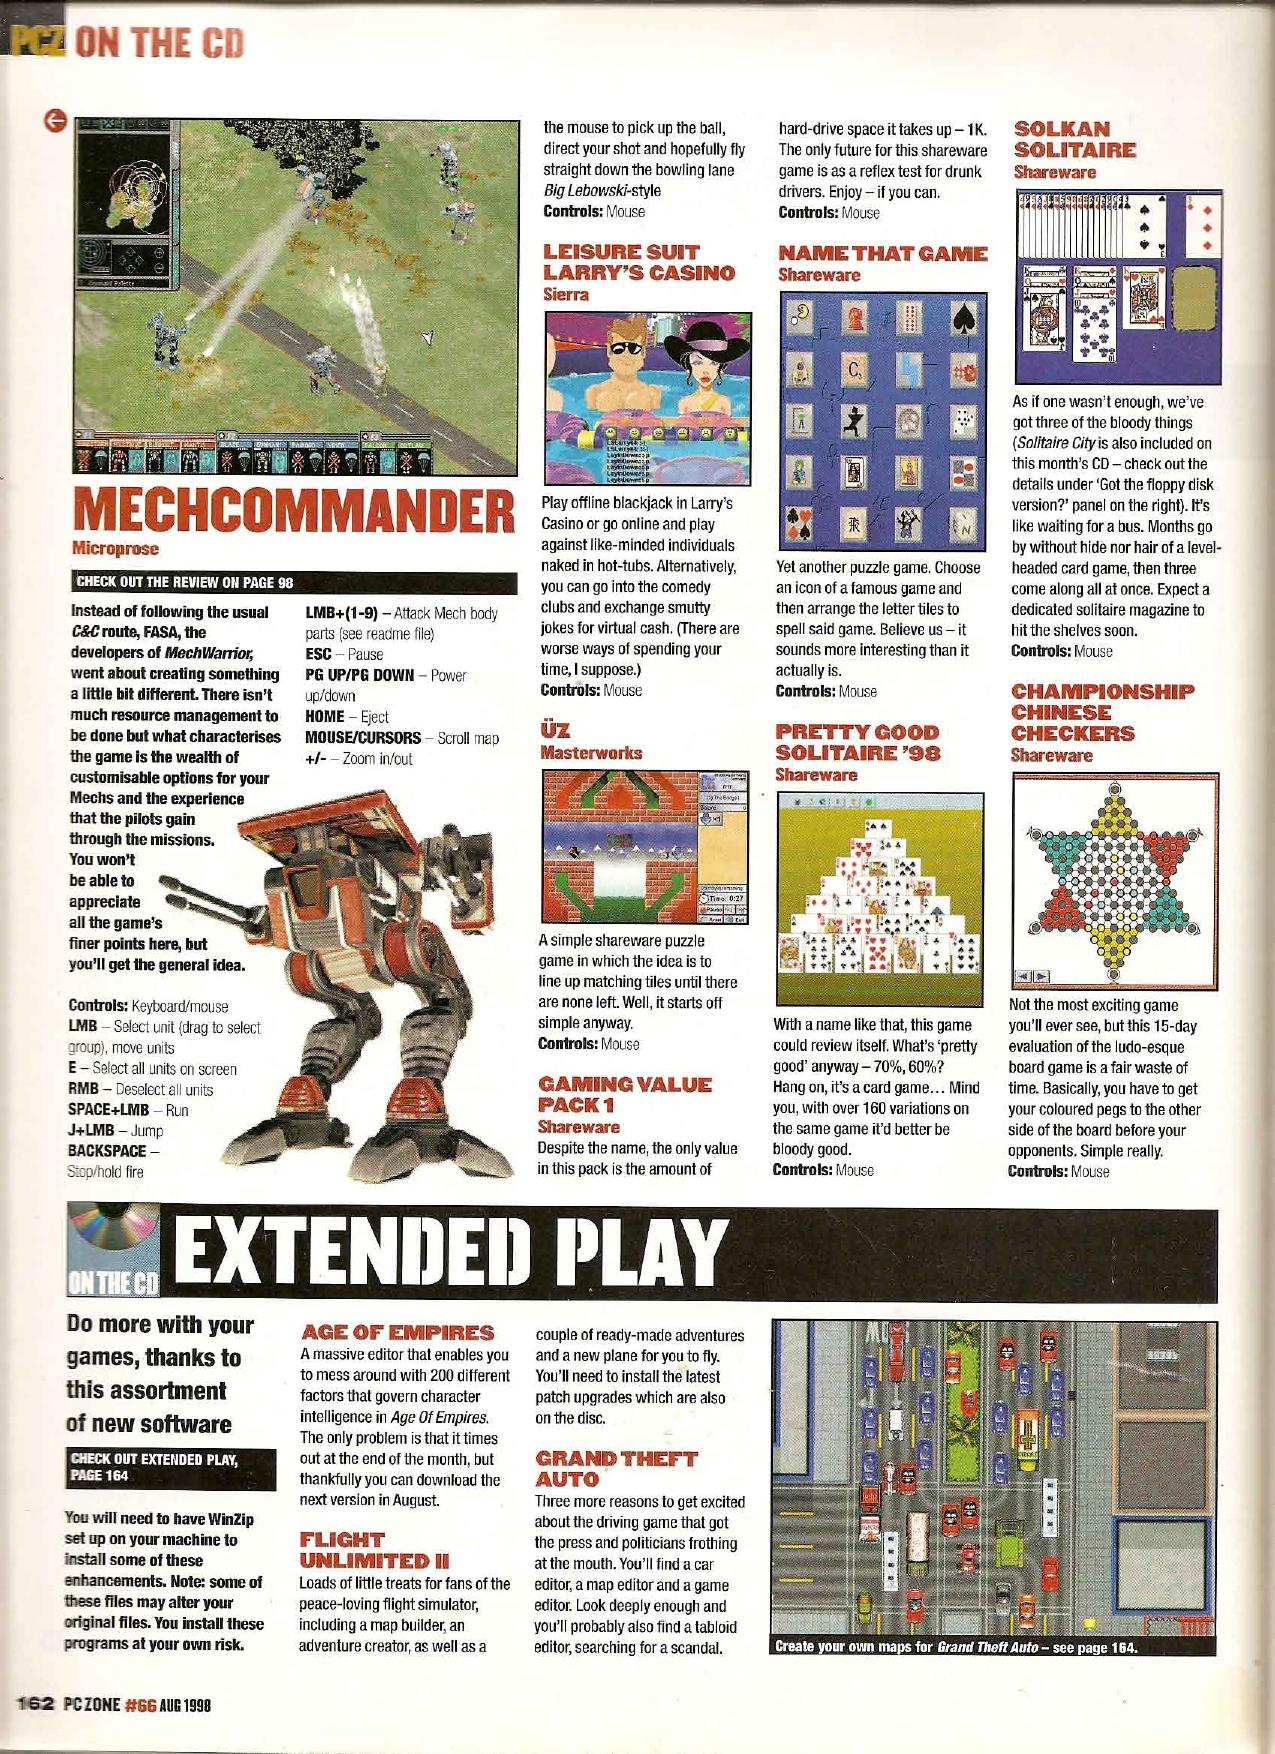 PCZ ON THE CD
MECHCOMMANDER
Microprose
CHECK OUT THE REVIEW ON PAGE 98
Instead of following the usual
C&C route, FASA, the
developers of MechWarrior,
went about creating something
a little bit different. There isn't
much resource management to
be done but what characterises
the game is the wealth of
customisable options for your
Mechs and the experience
that the pilots gain
through the missions.
You won't
be able to
appreciate
all the game's
finer points here, but
you'll get the general idea.
Controls: Keyboard/mouse
LMB – Select unit (drag to select
group), move units
E – Select all units on screen
RMB – Deselect all units
SPACE+LMB – Run
J+LMB – Jump
BACKSPACE –
Stop/hold fire
LMB+(1-9) – Attack Mech body
parts (see readme file)
ESC – Pause
PG UP/PG DOWN – Power
up/down
HOME – Eject
MOUSE/CURSORS – Scroll map
+/- – Zoom in/out
the mouse to pick up the ball,
direct your shot and hopefully fly
straight down the bowling lane
Big Lebowski-style
Controls: Mouse
LEISURE SUIT
LARRY'S CASINO
Sierra
Play offline blackjack in Larry's
Casino or go online and play
against like-minded individuals
naked in hot-tubs. Alternatively,
you can go into the comedy
clubs and exchange smutty
jokes for virtual cash. (There are
worse ways of spending your
time, I suppose.)
Controls: Mouse
ÜZ
Masterworks
Time: 0:27
A simple shareware puzzle
game in which the idea is to
line up matching tiles until there
are none left. Well, it starts off
simple anyway.
Controls: Mouse
GAMING VALUE
PACK 1
Shareware
Despite the name, the only value
in this pack is the amount of
hard-drive space it takes up – 1K.
The only future for this shareware
game is as a reflex test for drunk
drivers. Enjoy – if you can.
Controls: Mouse
NAME THAT GAME
Shareware
Yet another puzzle game. Choose
an icon of a famous game and
then arrange the letter tiles to
spell said game. Believe us – it
sounds more interesting than it
actually is.
Controls: Mouse
PRETTY GOOD
SOLITAIRE '98
Shareware
With a name like that, this game
could review itself. What's 'pretty
good' anyway – 70%, 60%?
Hang on, it's a card game... Mind
you, with over 160 variations on
the same game it'd better be
bloody good.
Controls: Mouse
SOLKAN
SOLITAIRE
Shareware
As if one wasn't enough, we've
got three of the bloody things
(Solitaire City is also included on
this month's CD – check out the
details under 'Got the floppy disk
version?' panel on the right). It's
like waiting for a bus. Months go
by without hide nor hair of a level-
headed card game, then three
come along all at once. Expect a
dedicated solitaire magazine to
hit the shelves soon.
Controls: Mouse
CHAMPIONSHIP
CHINESE
CHECKERS
Shareware
Not the most exciting game
you'll ever see, but this 15-day
evaluation of the ludo-esque
board game is a fair waste of
time. Basically, you have to get
your coloured pegs to the other
side of the board before your
opponents. Simple really.
Controls: Mouse
ON THE CD
EXTENDED PLAY
Do more with your
games, thanks to
this assortment
of new software
CHECK OUT EXTENDED PLAY,
PAGE 164
You will need to have WinZip
set up on your machine to
install some of these
enhancements. Note: some of
these files may alter your
original files. You install these
programs at your own risk.
AGE OF EMPIRES
A massive editor that enables you
to mess around with 200 different
factors that govern character
intelligence in Age Of Empires.
The only problem is that it times
out at the end of the month, but
thankfully you can download the
next version in August.
FLIGHT
UNLIMITED II
Loads of little treats for fans of the
peace-loving flight simulator,
including a map builder, an
adventure creator, as well as a
couple of ready-made adventures
and a new plane for you to fly.
You'll need to install the latest
patch upgrades which are also
on the disc.
GRAND THEFT
AUTO
Three more reasons to get excited
about the driving game that got
the press and politicians frothing
at the mouth. You'll find a car
editor, a map editor and a game
editor. Look deeply enough and
you'll probably also find a tabloid
editor, searching for a scandal.
Create your own maps for Grand Theft Auto – see page 164.
162 PC ZONE #66 AUG 1998